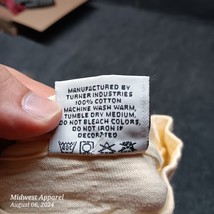 MANUFACTURED BY
TURNER INDUSTRIES
100% COTTON
MACHINE WASH WARM,
TUMBLE DRY MEDIUM,
DO NOT BLEACH COLORS,
DO NOT IRON IF
DECORATED
Midwest Apparel
August 06, 2024